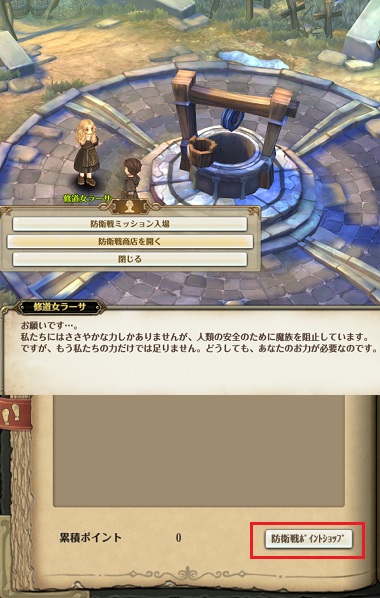 修道女ラーサ
防衛戦ミッション入場
防衛戦商店を開く
閉じる
修道女ラーサ
お願いです…。
私たちにはささやかな力しかありませんが、人類の安全のために魔族を阻止しています。
ですが、もう私たちの力だけでは足りません。どうしても、あなたのお力が必要なのです。
累積ポイント 0
防衛戦ﾎﾟｲﾝﾄｼｮｯﾌﾟ